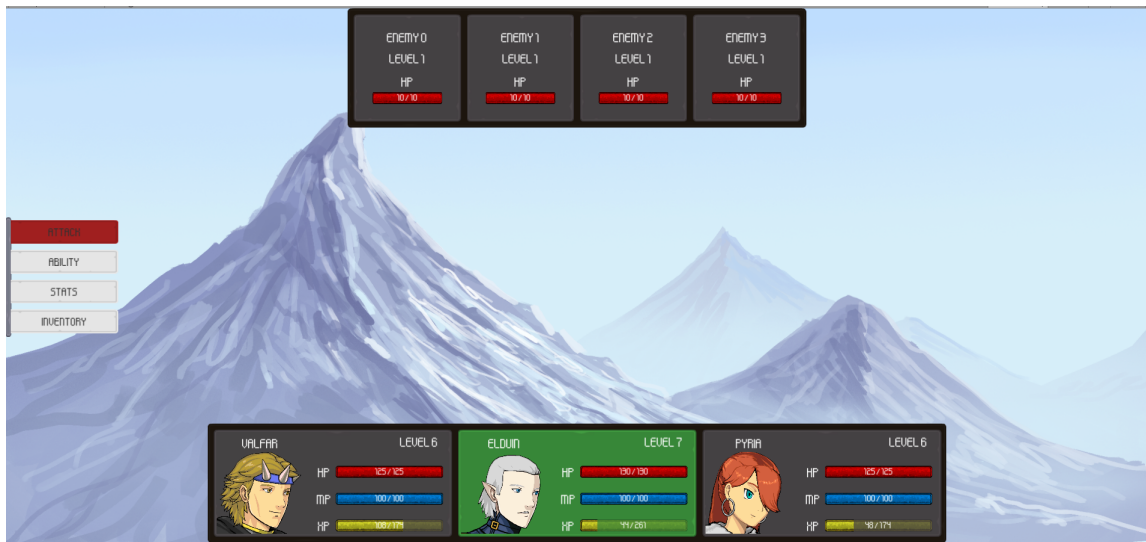 ENEMY 0
LEVEL 1
HP
10 / 10
ENEMY 1
LEVEL 1
HP
10 / 10
ENEMY 2
LEVEL 1
HP
10 / 10
ENEMY 3
LEVEL 1
HP
10 / 10
ATTACK
ABILITY
STATS
INVENTORY
VALFAR LEVEL 6
HP 125 / 125
MP 100 / 100
XP 100 / 174
ELDUIN LEVEL 7
HP 130 / 130
MP 100 / 100
XP 44 / 261
PYRIA LEVEL 6
HP 125 / 125
MP 100 / 100
XP 48 / 174